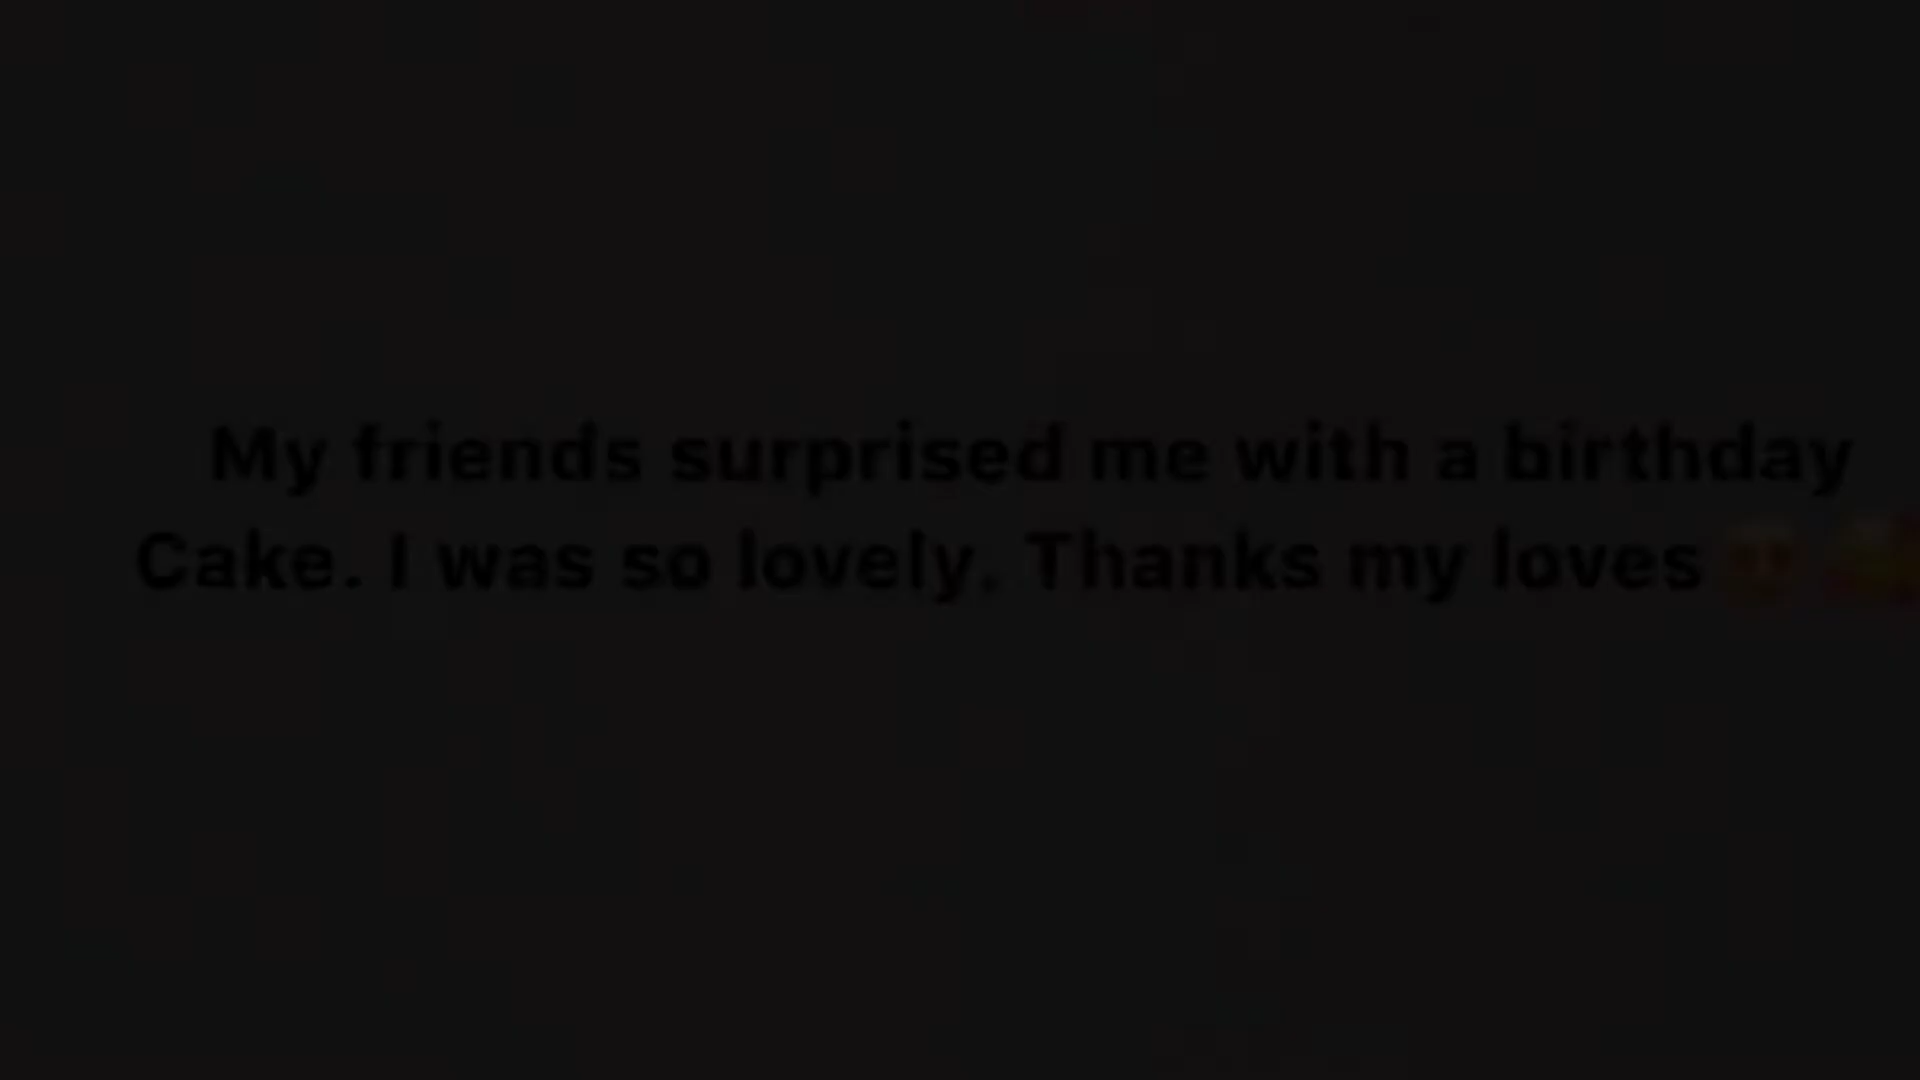 My friends surprised me with a birthday
Cake. I was so lovely. Thanks my loves 😍 🥰